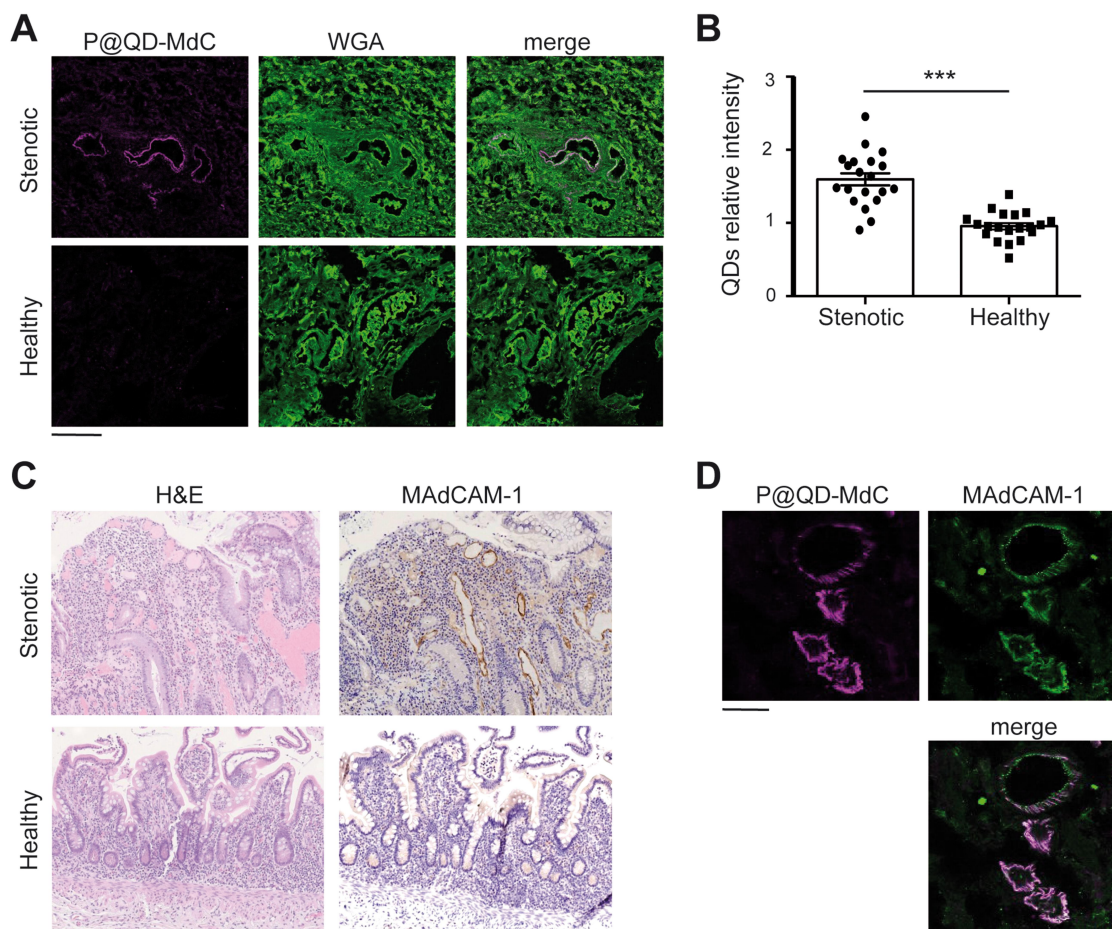 A
P@QD-MdC WGA merge
Stenotic
Healthy
B
***
QDs relative intensity
3
2
1
0
Stenotic Healthy
C
H&E MAdCAM-1
Stenotic
Healthy
D
P@QD-MdC MAdCAM-1
merge